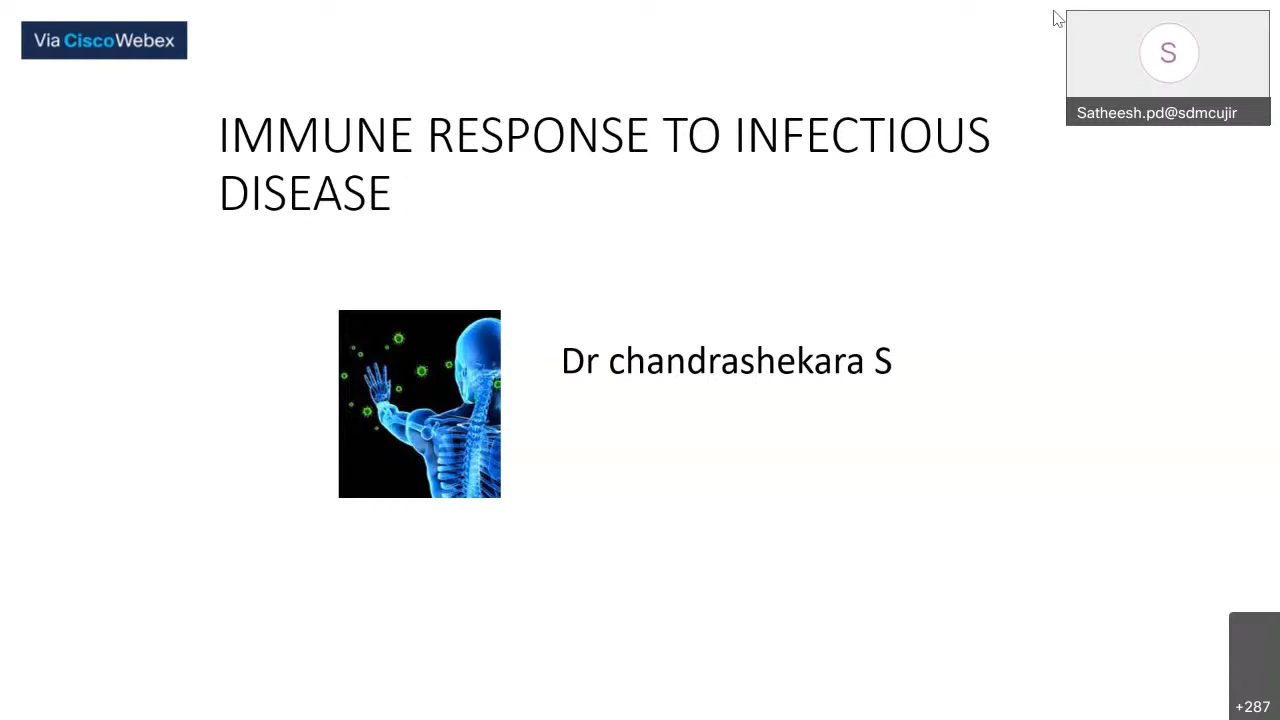 Via CiscoWebex
S
Satheesh.pd@sdmcujir
IMMUNE RESPONSE TO INFECTIOUS
DISEASE
Dr chandrashekara S
+287